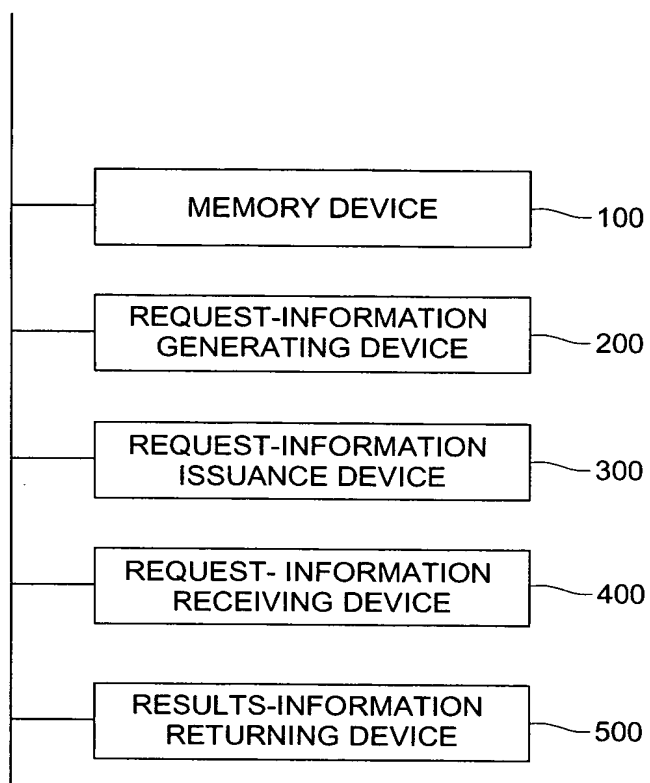 MEMORY DEVICE
100
REQUEST-INFORMATION
GENERATING DEVICE
200
REQUEST-INFORMATION
ISSUANCE DEVICE
300
REQUEST- INFORMATION
RECEIVING DEVICE
400
RESULTS-INFORMATION
RETURNING DEVICE
500